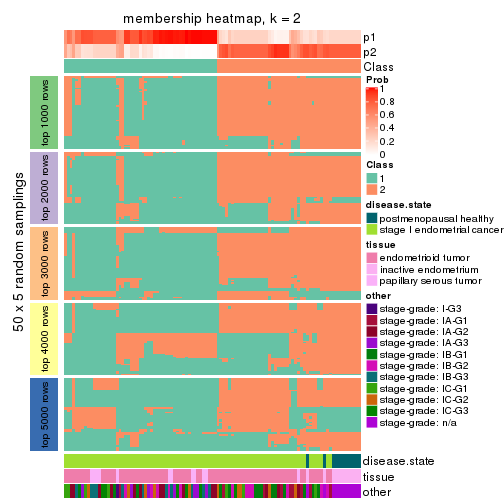 membership heatmap, k = 2
p1
p2
Class
50 x 5 random samplings
top 1000 rows
top 2000 rows
top 3000 rows
top 4000 rows
top 5000 rows
Prob
1
0.8
0.6
0.4
0.2
0
Class
1
2
disease.state
postmenopausal healthy
stage I endometrial cancer
tissue
endometrioid tumor
inactive endometrium
papillary serous tumor
other
stage-grade: I-G3
stage-grade: IA-G1
stage-grade: IA-G2
stage-grade: IA-G3
stage-grade: IB-G1
stage-grade: IB-G2
stage-grade: IB-G3
stage-grade: IC-G1
stage-grade: IC-G2
stage-grade: IC-G3
stage-grade: n/a
disease.state
tissue
other